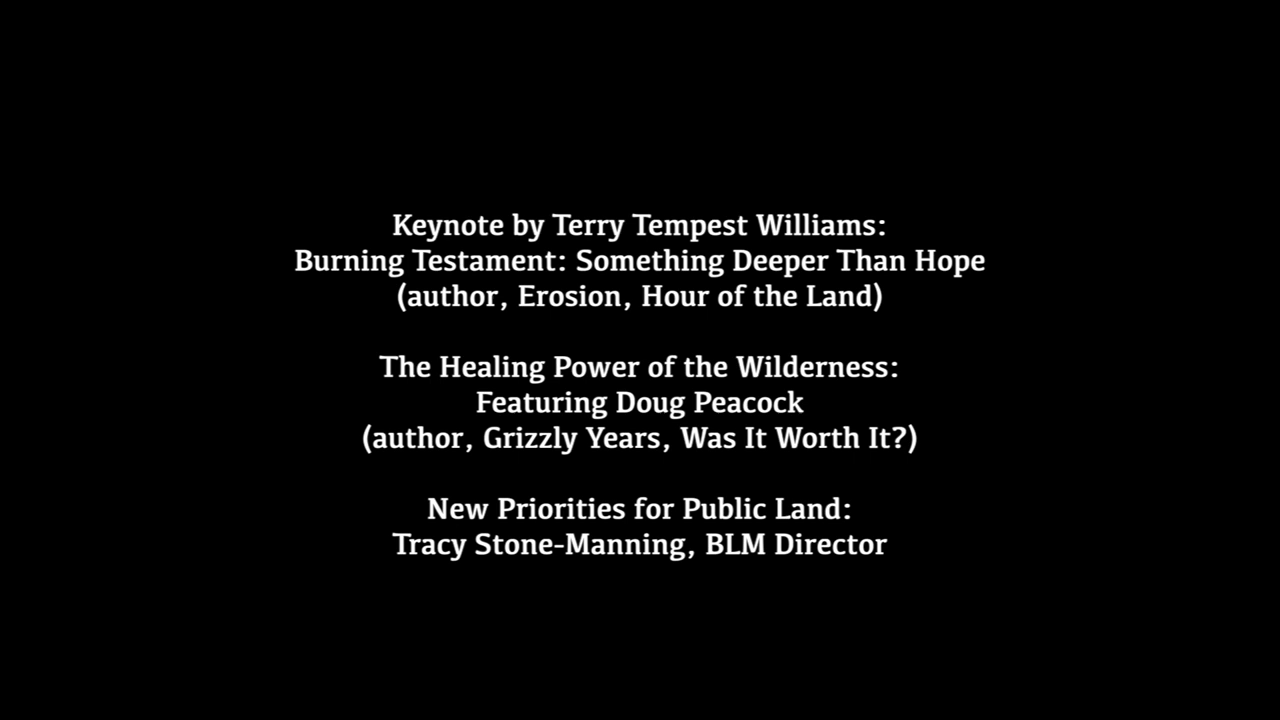 Keynote by Terry Tempest Williams:
Burning Testament: Something Deeper Than Hope
(author, Erosion, Hour of the Land)
The Healing Power of the Wilderness:
Featuring Doug Peacock
(author, Grizzly Years, Was It Worth It?)
New Priorities for Public Land:
Tracy Stone-Manning, BLM Director